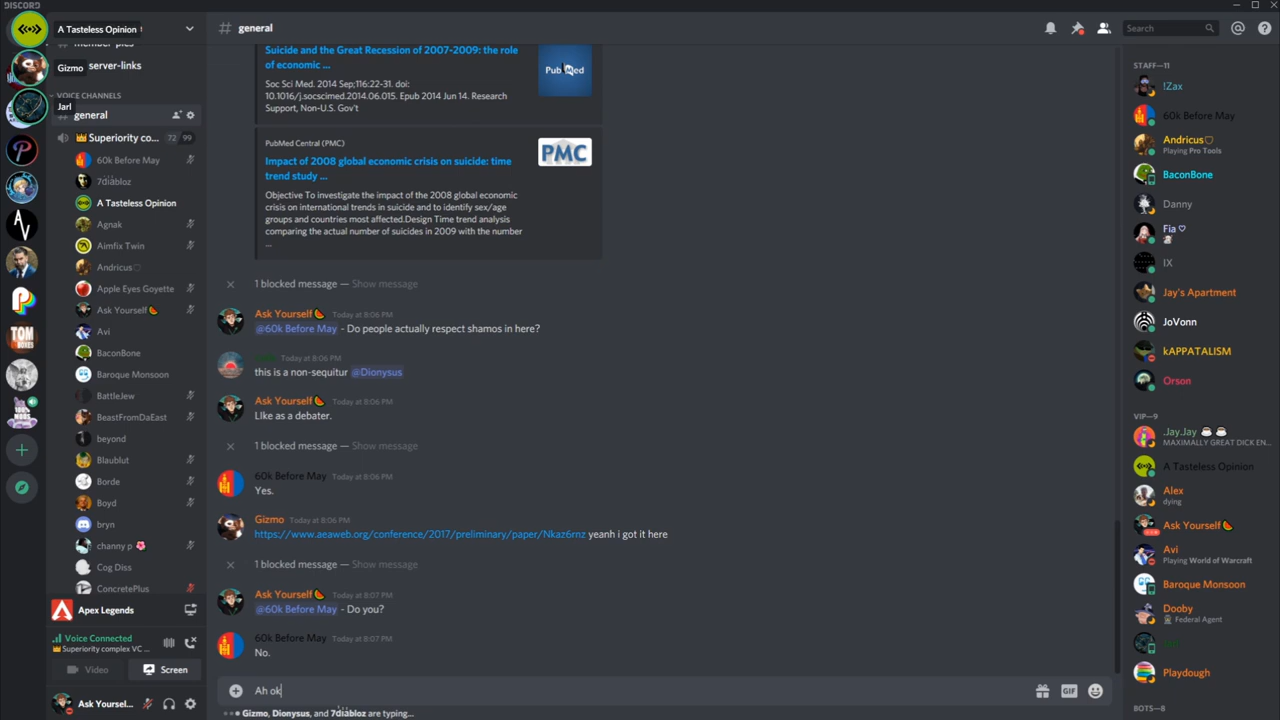 DISCORD
A Tasteless Opinion
Gizmo
Jarl
server-links
VOICE CHANNELS
general
Superiority co...
72 99
60k Before May
7diabloz
A Tasteless Opinion
Agnak
Aimfix Twin
Andricus♡
Apple Eyes Goyette
Ask Yourself🍉
Avi
BaconBone
Baroque Monsoon
BattleJew
BeastFromDaEast
beyond
Blaublut
Borde
Boyd
bryn
channy p 🌸
Cog Diss
ConcretePlus
Apex Legends
Voice Connected
Superiority complex VC ...
Video
Screen
Ask Yoursel...
# general
Suicide and the Great Recession of 2007-2009: the role
of economic ...
Soc Sci Med. 2014 Sep;116:22-31. doi:
10.1016/j.socscimed.2014.06.015. Epub 2014 Jun 14. Research
Support, Non-U.S. Gov't
PubMed
PubMed Central (PMC)
Impact of 2008 global economic crisis on suicide: time
trend study ...
Objective To investigate the impact of the 2008 global economic
crisis on international trends in suicide and to identify sex/age
groups and countries most affected.Design Time trend analysis
comparing the actual number of suicides in 2009 with the number
...
PMC
1 blocked message — Show message
Ask Yourself🍉 Today at 8:06 PM
@60k Before May - Do people actually respect shamos in here?
Today at 8:06 PM
this is a non-sequitur @Dionysus
Ask Yourself🍉 Today at 8:06 PM
LIke as a debater.
1 blocked message — Show message
60k Before May Today at 8:06 PM
Yes.
Gizmo Today at 8:06 PM
https://www.aeaweb.org/conference/2017/preliminary/paper/Nkaz6rnz yeanh i got it here
1 blocked message — Show message
Ask Yourself🍉 Today at 8:07 PM
@60k Before May - Do you?
60k Before May Today at 8:07 PM
No.
Ah ok
GIF
Gizmo, Dionysus, and 7diabloz are typing...
Search
STAFF—11
!Zax
60k Before May
Andricus♡
Playing Pro Tools
BaconBone
Danny
Fia ♡
IX
Jay's Apartment
JoVonn
kAPPATALISM
Orson
VIP—9
.Jay.Jay ☕ ☕
MAXIMALLY GREAT DICK EN...
A Tasteless Opinion
Alex
dying
Ask Yourself🍉
Avi
Playing World of Warcraft
Baroque Monsoon
Dooby
Federal Agent
Playdough
BOTS—8